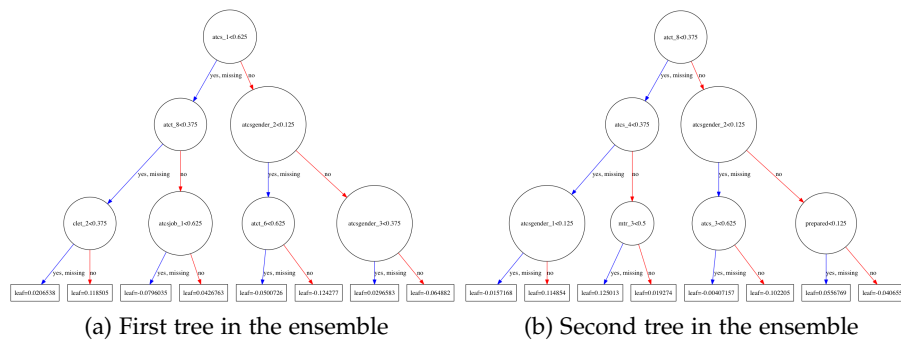 atcs_1<0.625
yes, missing
no
atct_8<0.375
atcsgender_2<0.125
yes, missing
no
yes, missing
no
clet_2<0.375
atcsjob_1<0.625
atct_6<0.625
atcsgender_3<0.375
yes, missing
no
yes, missing
no
yes, missing
no
yes, missing
no
leaf=0.0206538
leaf=0.118505
leaf=-0.0796035
leaf=0.0426763
leaf=-0.0500726
leaf=-0.124277
leaf=0.0296583
leaf=-0.064882
(a) First tree in the ensemble
atct_8<0.375
yes, missing
no
atcs_4<0.375
atcsgender_2<0.125
yes, missing
no
yes, missing
no
atcsgender_1<0.125
mtr_3<0.5
atcs_3<0.625
prepared<0.125
yes, missing
no
yes, missing
no
yes, missing
no
yes, missing
no
leaf=-0.0157168
leaf=0.114854
leaf=0.125013
leaf=0.019274
leaf=-0.00407157
leaf=-0.102205
leaf=0.0556769
leaf=-0.040655
(b) Second tree in the ensemble